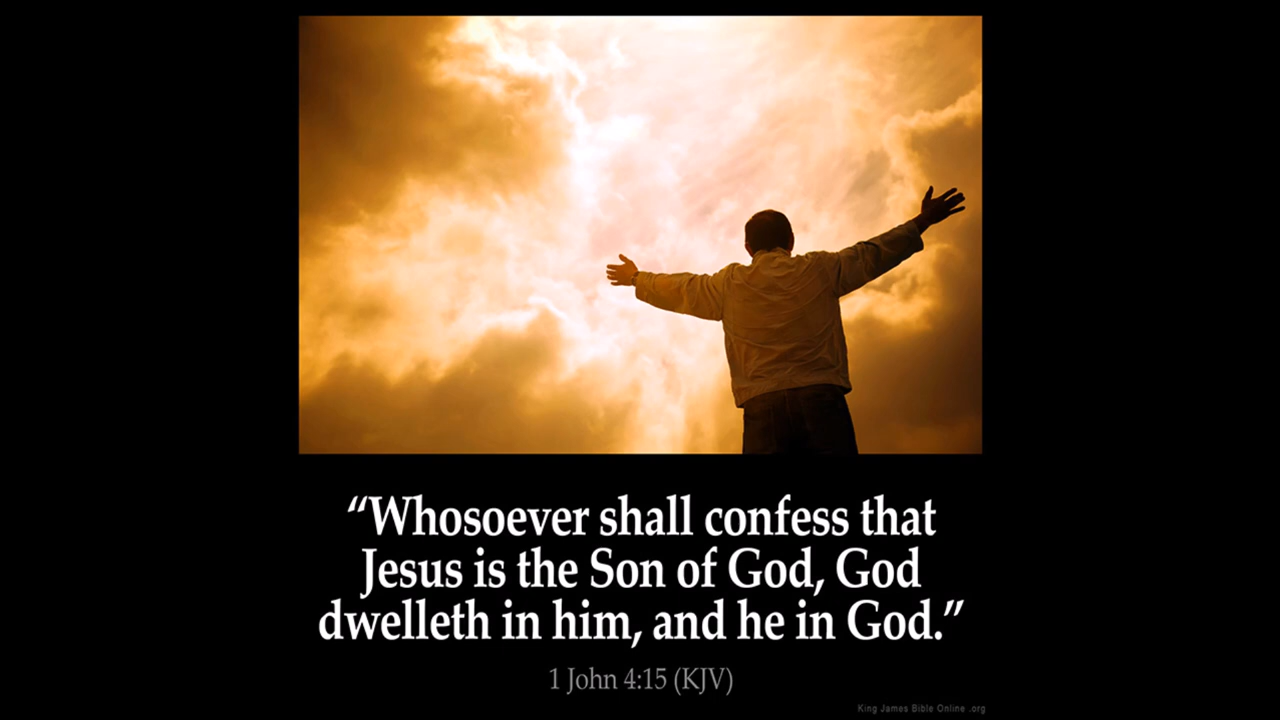 “Whosoever shall confess that
Jesus is the Son of God, God
dwelleth in him, and he in God.”
1 John 4:15 (KJV)
King James Bible Online .org